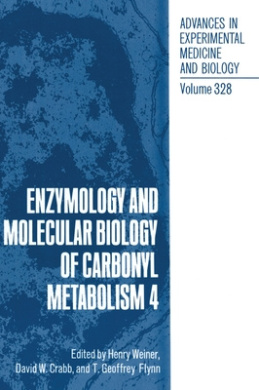 ADVANCES IN
EXPERIMENTAL
MEDICINE
AND BIOLOGY
Volume 328
ENZYMOLOGY AND
MOLECULAR BIOLOGY
OF CARBONYL
METABOLISM 4
Edited by Henry Weiner,
David W. Crabb, and T. Geoffrey Flynn